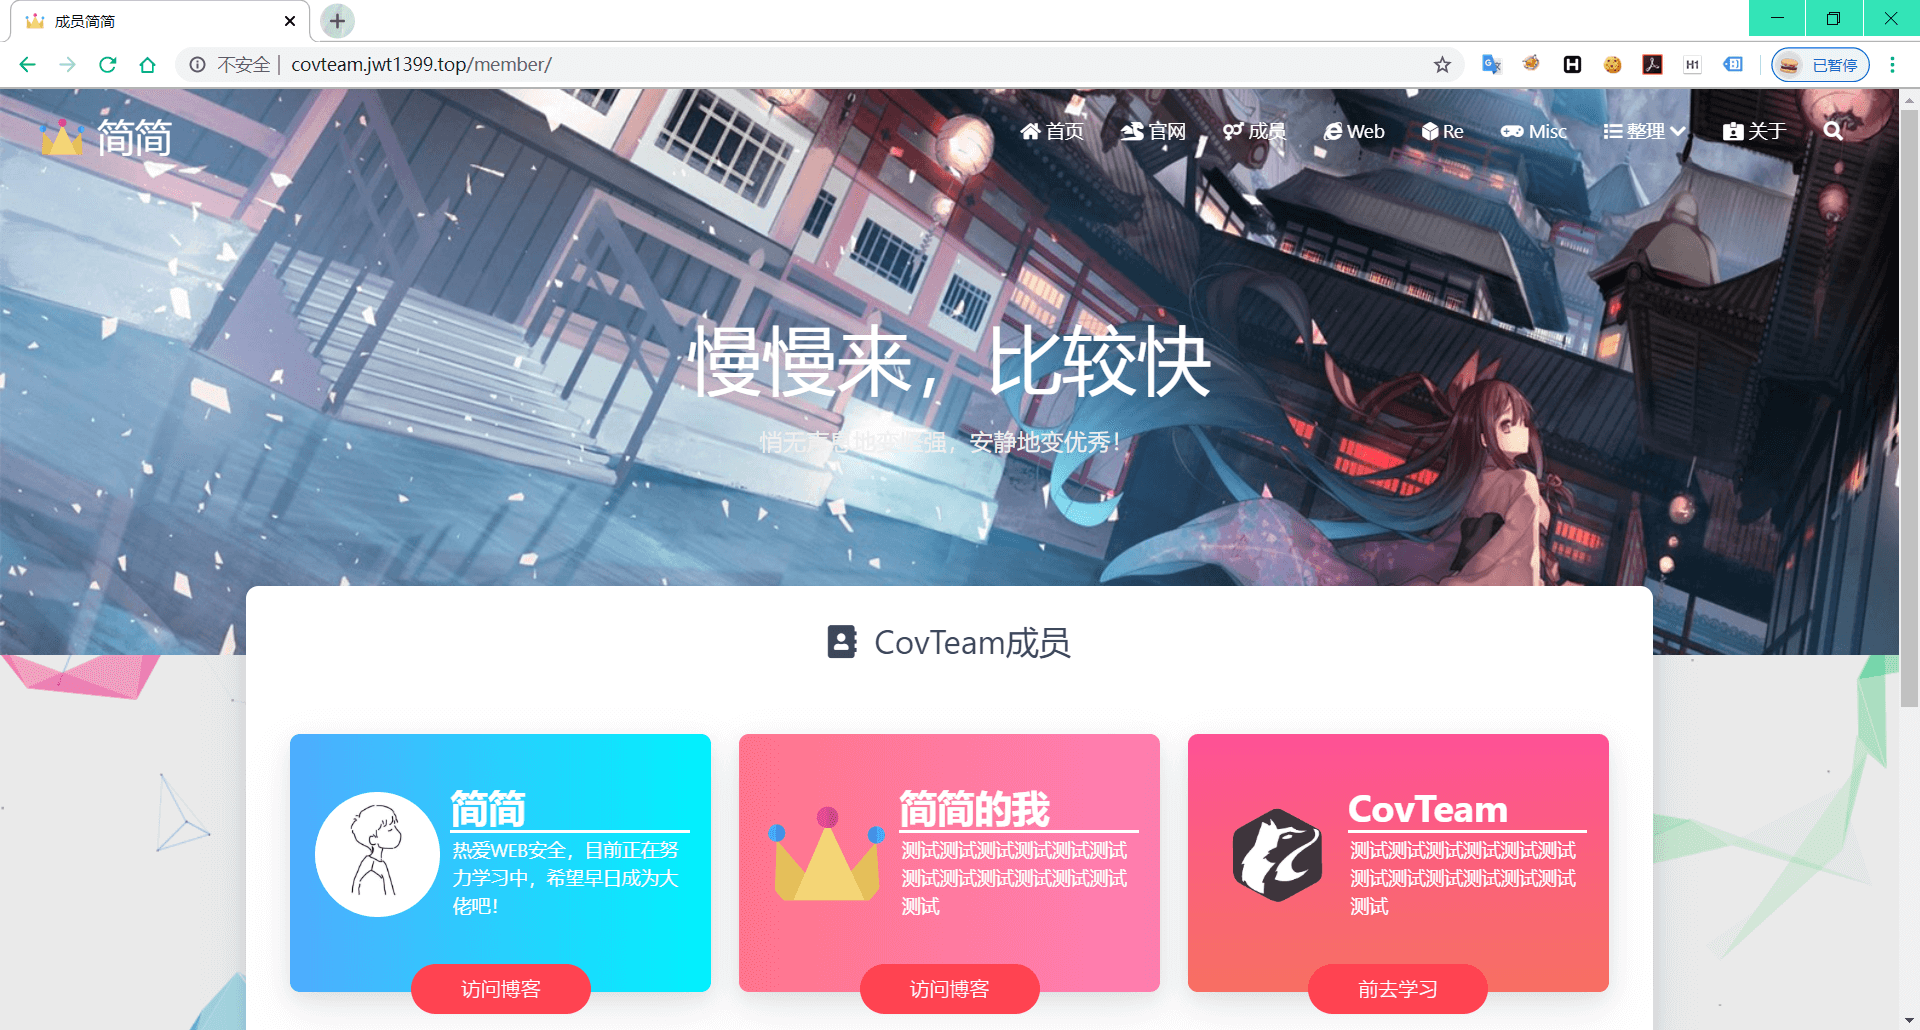 成员简简
不安全 | covteam.jwt1399.top/member/
已暂停
简简
首页 官网 成员 Web Re Misc 整理 关于
慢慢来，比较快
悄无声息地变坚强，安静地变优秀！
CovTeam成员
简简
热爱WEB安全，目前正在努
力学习中，希望早日成为大
佬吧！
访问博客
简简的我
测试测试测试测试测试测试
测试测试测试测试测试测试
测试
访问博客
CovTeam
测试测试测试测试测试测试
测试测试测试测试测试测试
测试
前去学习